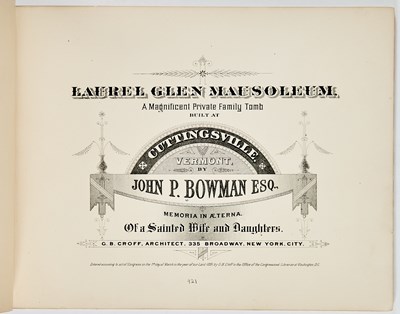 LAUREL GLEN MAUSOLEUM,
A Magnificent Private Family Tomb
BUILT AT
CUTTINGSVILLE,
VERMONT,
BY
JOHN P. BOWMAN ESQ.,
MEMORIA IN ÆTERNA.
Of a Sainted Wife and Daughters.
G. B. CROFF, ARCHITECT, 335 BROADWAY, NEW YORK, CITY.